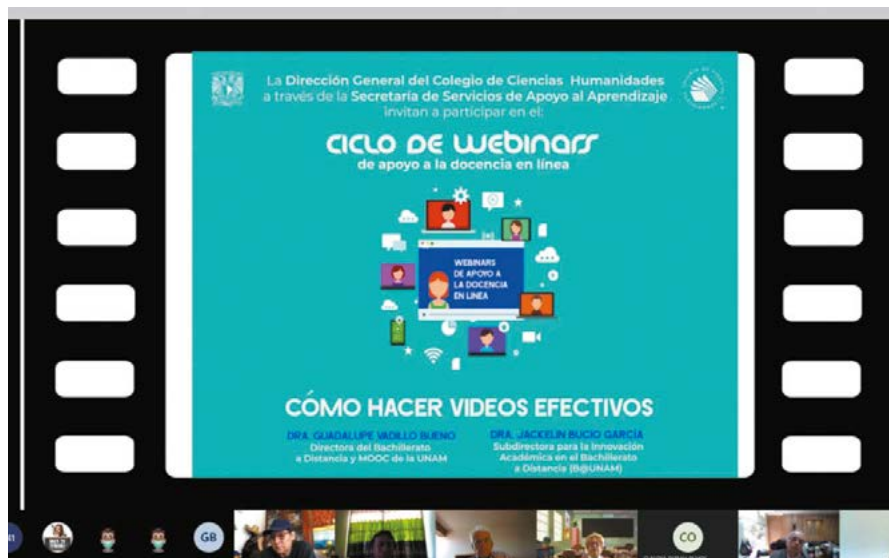 La Dirección General del Colegio de Ciencias Humanidades
a través de la Secretaría de Servicios de Apoyo al Aprendizaje
invitan a participar en el:
CICLO DE WEBINARS
de apoyo a la docencia en línea
WEBINARS
DE APOYO A
LA DOCENCIA
EN LINEA
CÓMO HACER VIDEOS EFECTIVOS
DRA. GUADALUPE VADILLO BUENO
Directora del Bachillerato
a Distancia y MOOC de la UNAM
DRA. JACKELIN BUCIO GARCÍA
Subdirectora para la Innovación
Académica en el Bachillerato
a Distancia (B@UNAM)
GB
CO